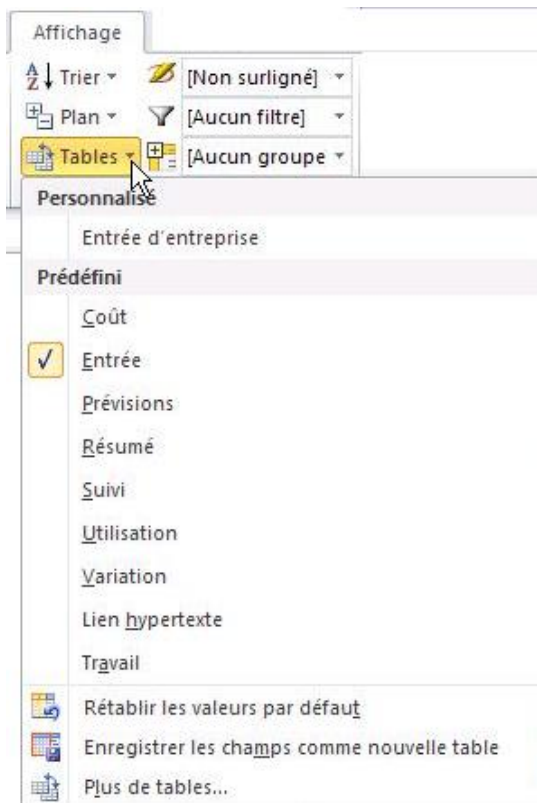 Affichage
Trier [Non surligné]
Plan [Aucun filtre]
Tables [Aucun groupe
Personnalisé
Entrée d'entreprise
Prédéfini
Coût
Entrée
Prévisions
Résumé
Suivi
Utilisation
Variation
Lien hypertexte
Travail
Rétablir les valeurs par défaut
Enregistrer les champs comme nouvelle table
Plus de tables...